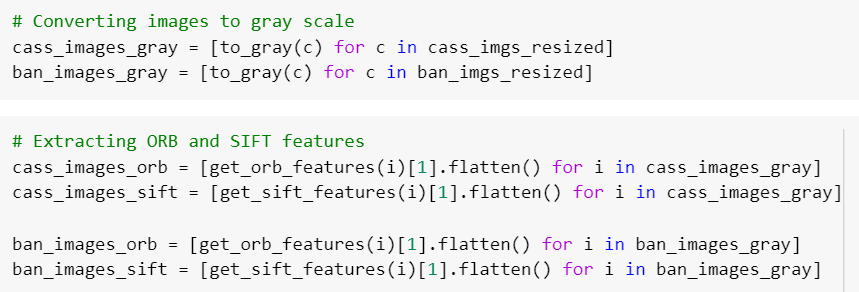 # Converting images to gray scale
cass_images_gray = [to_gray(c) for c in cass_imgs_resized]
ban_images_gray = [to_gray(c) for c in ban_imgs_resized]
# Extracting ORB and SIFT features
cass_images_orb = [get_orb_features(i)[1].flatten() for i in cass_images_gray]
cass_images_sift = [get_sift_features(i)[1].flatten() for i in cass_images_gray]
ban_images_orb = [get_orb_features(i)[1].flatten() for i in ban_images_gray]
ban_images_sift = [get_sift_features(i)[1].flatten() for i in ban_images_gray]